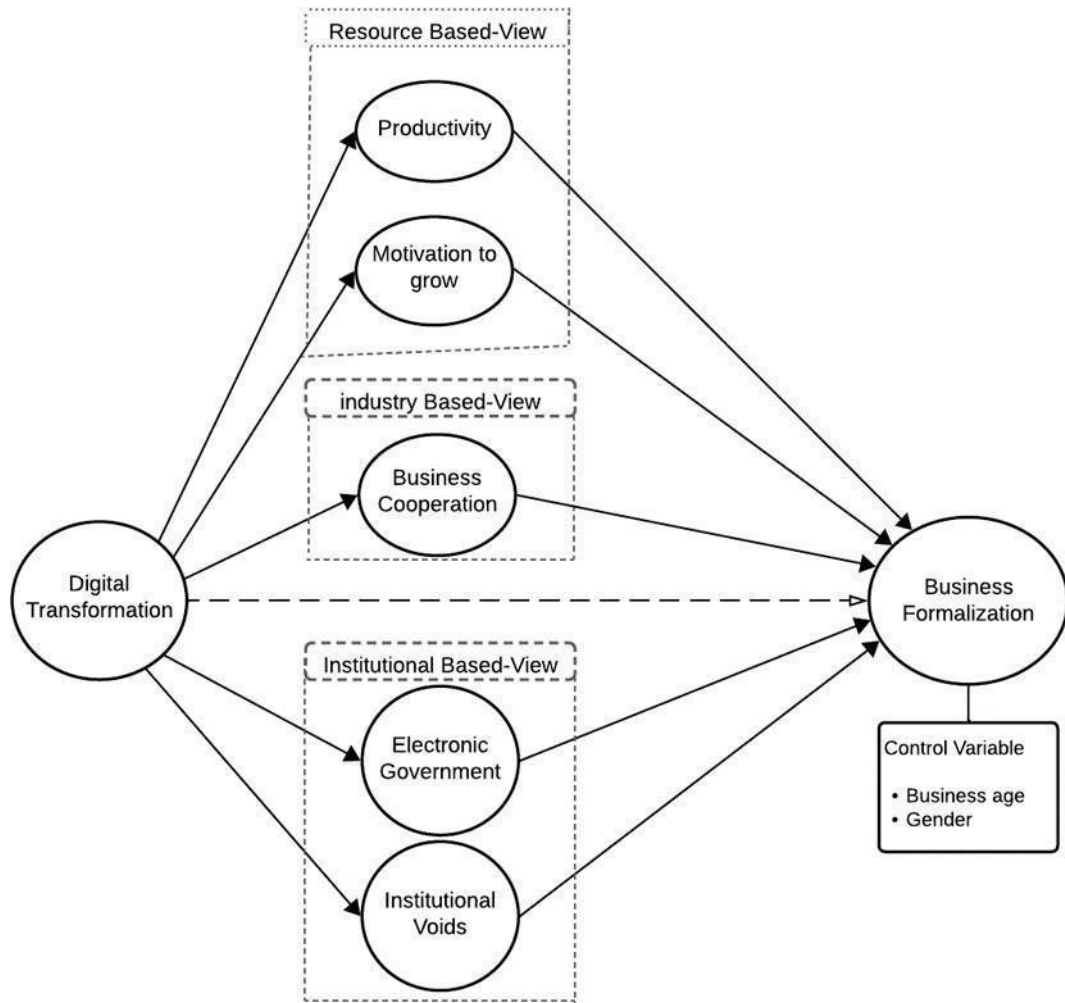 Resource Based-View
Productivity
Motivation to
grow
industry Based-View
Business
Cooperation
Digital
Transformation
Business
Formalization
Institutional Based-View
Electronic
Government
Control Variable
• Business age
• Gender
Institutional
Voids